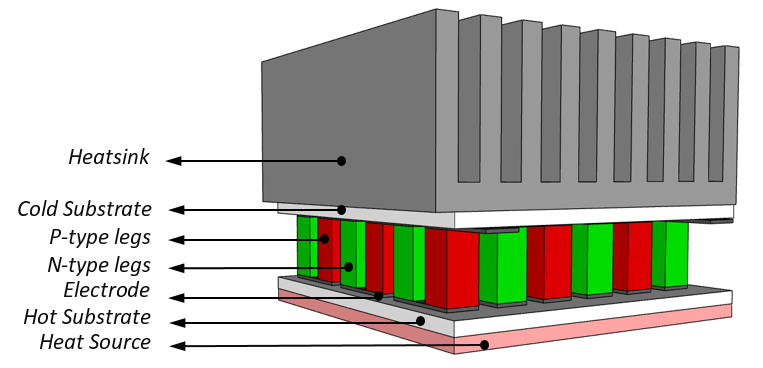 Heatsink
Cold Substrate
P-type legs
N-type legs
Electrode
Hot Substrate
Heat Source